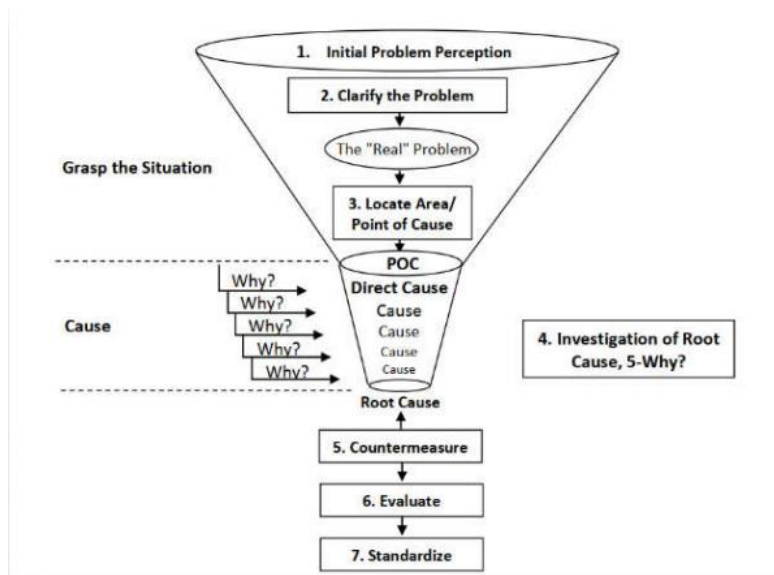 1. Initial Problem Perception
2. Clarify the Problem
The "Real" Problem
Grasp the Situation
3. Locate Area/
Point of Cause
POC
Direct Cause
Why?
Why?
Why?
Why?
Why?
Cause
Cause
Cause
Cause
Cause
4. Investigation of Root
Cause, 5-Why?
Root Cause
5. Countermeasure
6. Evaluate
7. Standardize